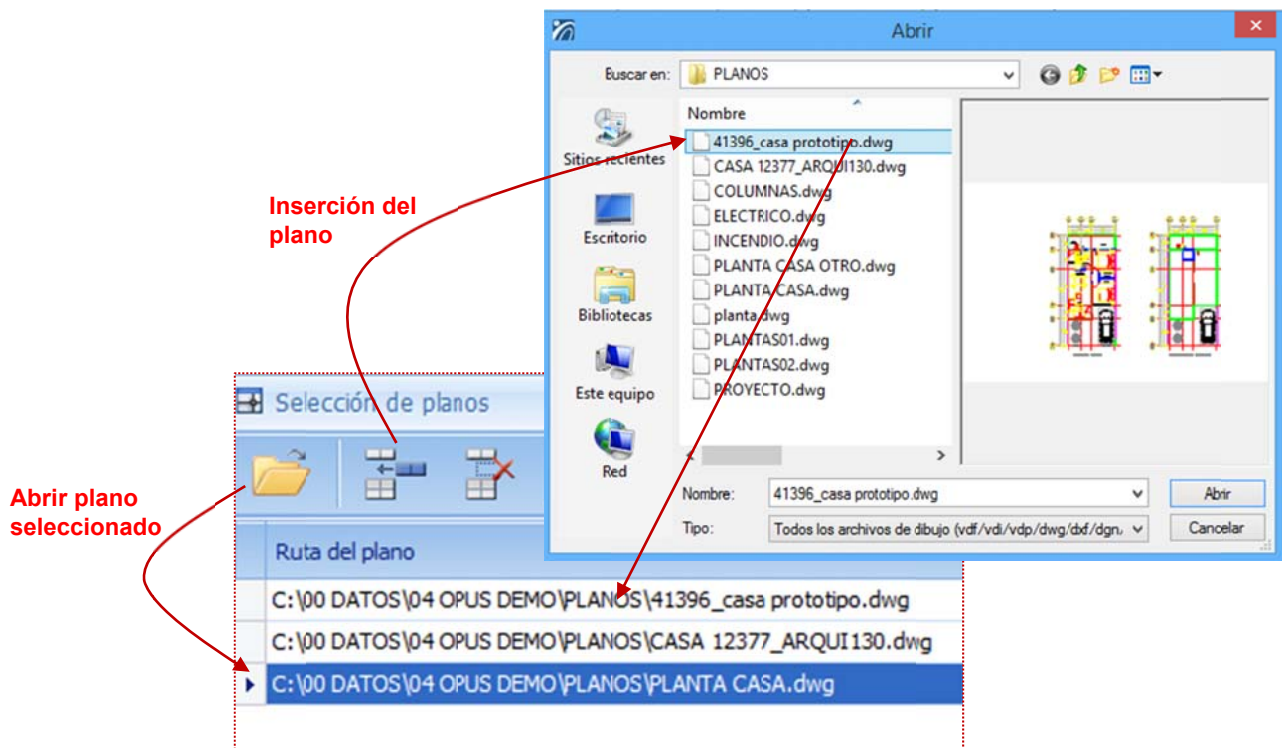 Abrir
Buscar en: PLANOS
Nombre
41396_casa prototipo.dwg
CASA 12377_ARQUI130.dwg
COLUMNAS.dwg
ELECTRICO.dwg
INCENDIO.dwg
PLANTA CASA OTRO.dwg
PLANTA CASA.dwg
planta.dwg
PLANTAS01.dwg
PLANTAS02.dwg
PROYECTO.dwg
Sitios recientes
Escritorio
Bibliotecas
Este equipo
Red
Nombre: 41396_casa prototipo.dwg Abrir
Tipo: Todos los archivos de dibujo (vdf/vdi/vdp/dwg/dxf/dgn, Cancelar
Inserción del
plano
Abrir plano
seleccionado
Selección de planos
Ruta del plano
C:\00 DATOS\04 OPUS DEMO\PLANOS\41396_casa prototipo.dwg
C:\00 DATOS\04 OPUS DEMO\PLANOS\CASA 12377_ARQUI130.dwg
C:\00 DATOS\04 OPUS DEMO\PLANOS\PLANTA CASA.dwg